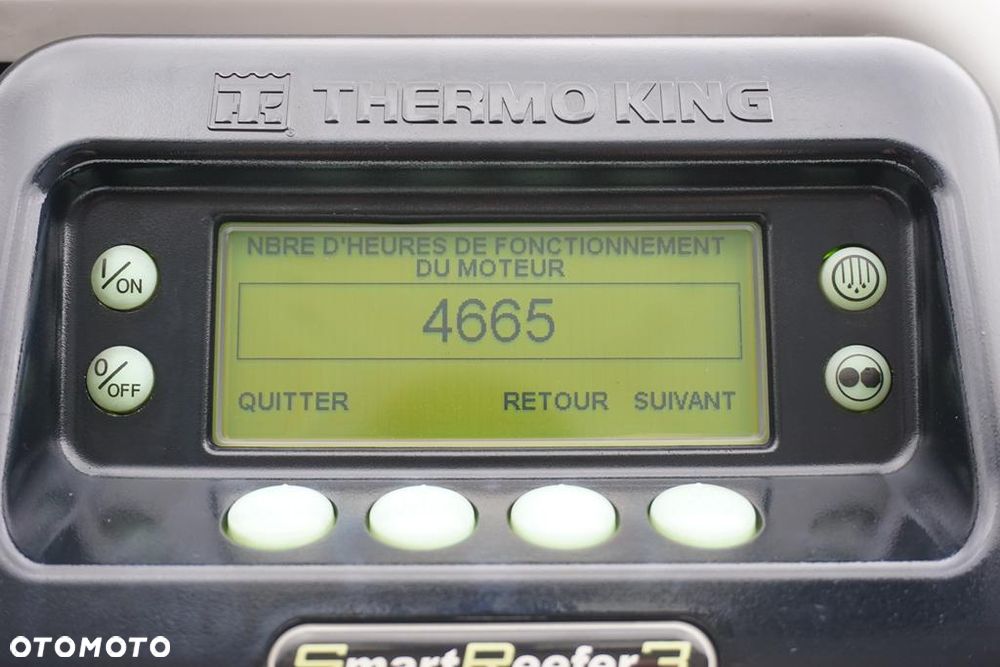 THERMO KING
I/ON
O/OFF
NBRE D'HEURES DE FONCTIONNEMENT
DU MOTEUR
4665
QUITTER RETOUR SUIVANT
SmartReefer3
OTOMOTO